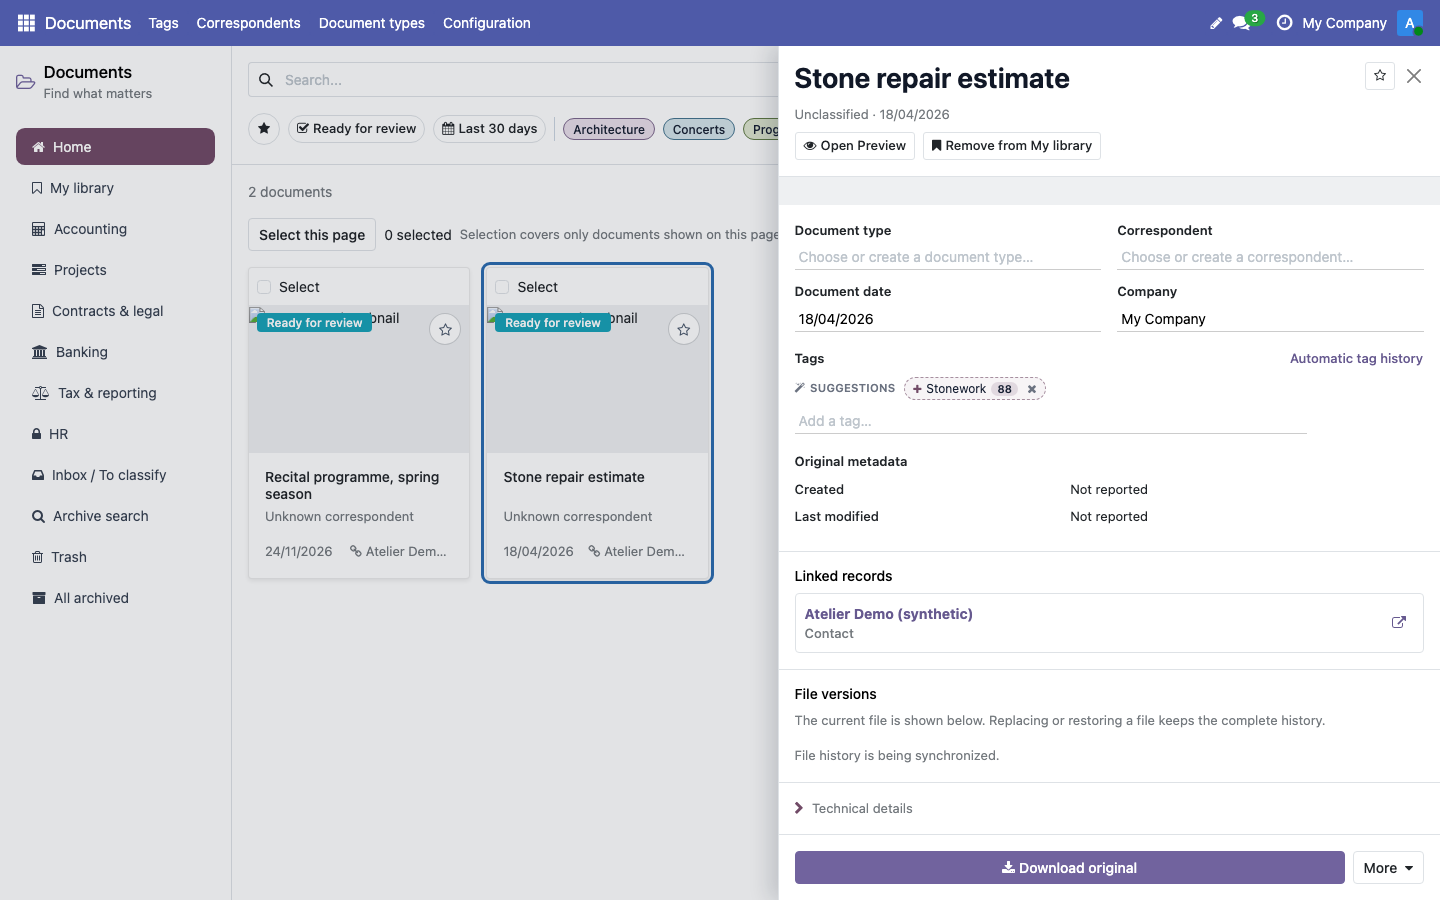 Documents
Tags
Correspondents
Document types
Configuration
3
My Company
A
Documents
Find what matters
Home
My library
Accounting
Projects
Contracts & legal
Banking
Tax & reporting
HR
Inbox / To classify
Archive search
Trash
All archived
Search...
Ready for review
Last 30 days
Architecture
Concerts
2 documents
Select this page
0 selected
Selection covers only documents shown on this page
Select
Ready for review
Recital programme, spring
season
Unknown correspondent
24/11/2026
Atelier Dem...
Select
Ready for review
Stone repair estimate
Unknown correspondent
18/04/2026
Atelier Dem...
Stone repair estimate
Unclassified · 18/04/2026
Open Preview
Remove from My library
Document type
Correspondent
Choose or create a document type...
Choose or create a correspondent...
Document date
Company
18/04/2026
My Company
Tags
Automatic tag history
SUGGESTIONS
Stonework 88
Add a tag...
Original metadata
Created
Not reported
Last modified
Not reported
Linked records
Atelier Demo (synthetic)
Contact
File versions
The current file is shown below. Replacing or restoring a file keeps the complete history.
File history is being synchronized.
Technical details
Download original
More